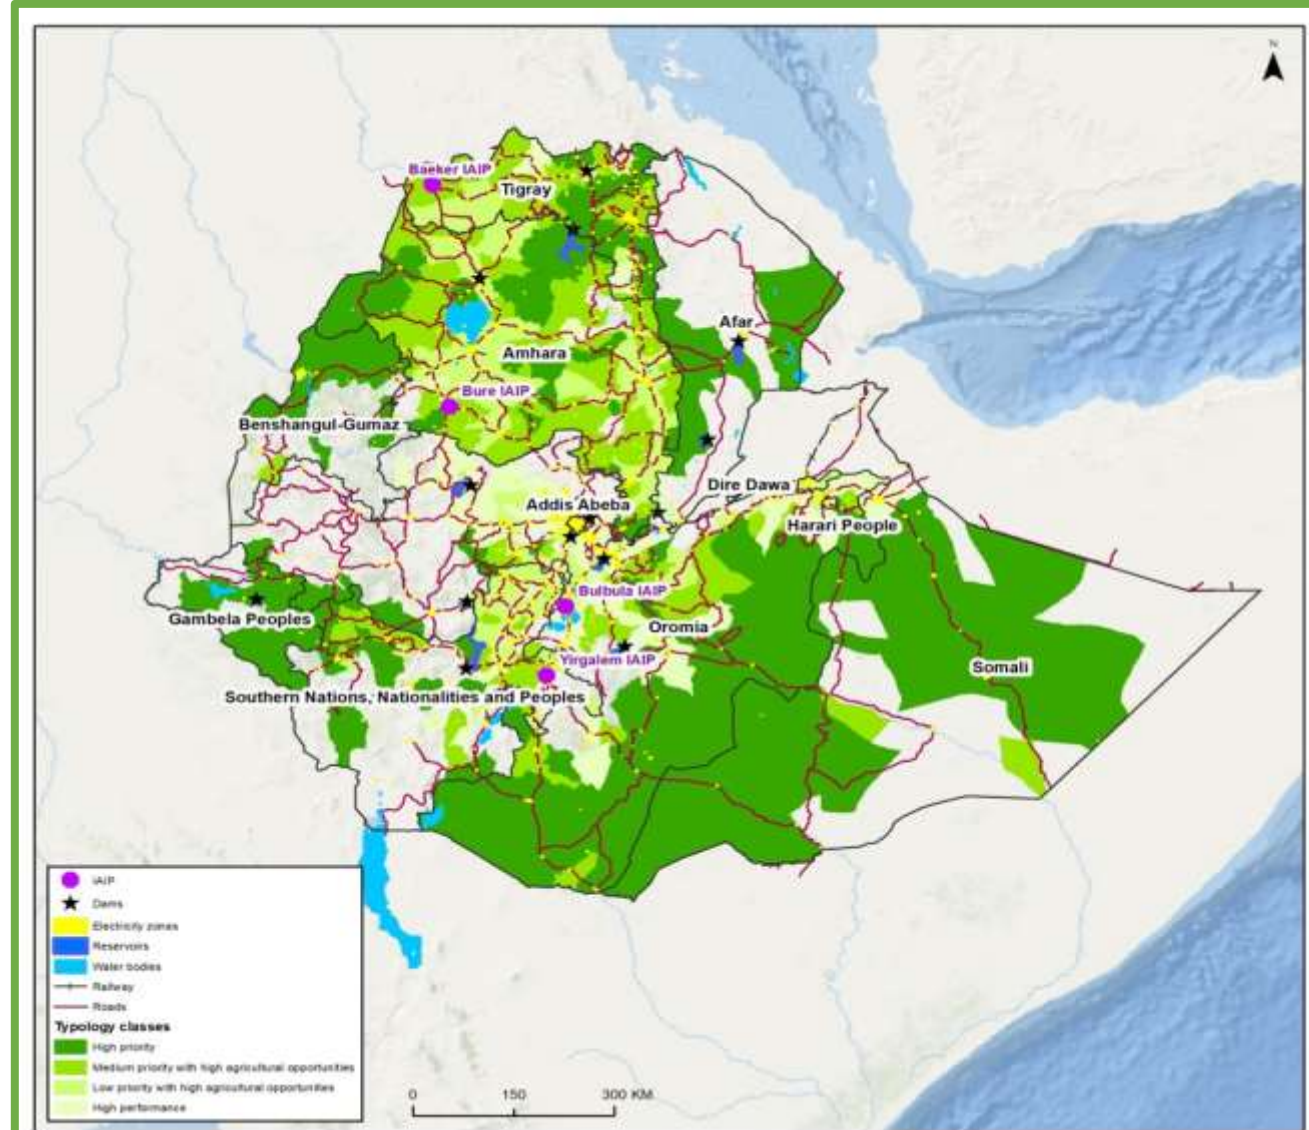 N
Baeker IAIP
Tigray
Afar
Amhara
Bure IAIP
Benshangul-Gumaz
Dire Dawa
Addis Abeba
Harari People
Bulbula IAIP
Gambela Peoples
Oromia
Yirgalem IAIP
Somali
Southern Nations, Nationalities and Peoples
IAIP
Dams
Electricity zones
Reservoirs
Water bodies
Railway
Roads
Typology classes
High priority
Medium priority with high agricultural opportunities
Low priority with high agricultural opportunities
High performance
0 150 300 KM